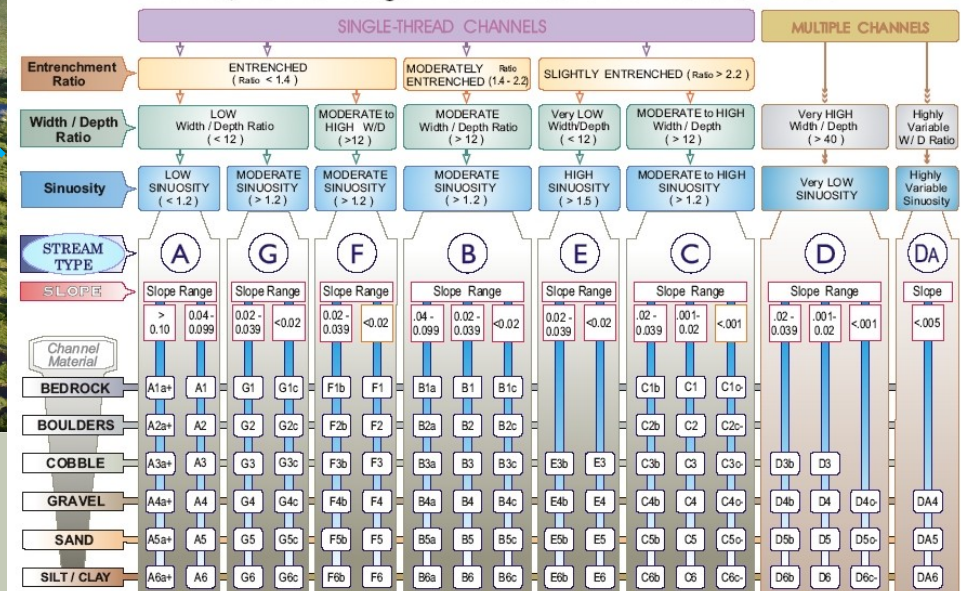 SINGLE-THREAD CHANNELS
MULTIPLE CHANNELS
Entrenchment
Ratio
ENTRENCHED
( Ratio < 1.4 )
MODERATELY Ratio
ENTRENCHED (1.4 - 2.2)
SLIGHTLY ENTRENCHED ( Ratio > 2.2 )
Width / Depth
Ratio
LOW
Width / Depth Ratio
( < 12 )
MODERATE to
HIGH W/D
( >12 )
MODERATE
Width / Depth Ratio
( > 12 )
Very LOW
Width/Depth
( < 12 )
MODERATE to HIGH
Width / Depth
( > 12 )
Very HIGH
Width / Depth
( > 40 )
Highly
Variable
W / D Ratio
Sinuosity
LOW
SINUOSITY
( < 1.2 )
MODERATE
SINUOSITY
( > 1.2 )
MODERATE
SINUOSITY
( > 1.2 )
MODERATE
SINUOSITY
( > 1.2 )
HIGH
SINUOSITY
( > 1.5 )
MODERATE to HIGH
SINUOSITY
( > 1.2 )
Very LOW
SINUOSITY
Highly
Variable
Sinuosity
STREAM
TYPE
A G F B E C D DA
SLOPE
Slope Range Slope Range Slope Range Slope Range Slope Range Slope Range Slope Range Slope
> 0.10
0.04 - 0.099
0.02 - 0.039
<0.02
0.02 - 0.039
<0.02
.04 - 0.099
0.02 - 0.039
<0.02
0.02 - 0.039
<0.02
.02 - 0.039
.001- 0.02
<.001
.02 - 0.039
.001- 0.02
<.001
<.005
Channel
Material
BEDROCK A1a+ A1 G1 G1c F1b F1 B1a B1 B1c C1b C1 C1c-
BOULDERS A2a+ A2 G2 G2c F2b F2 B2a B2 B2c C2b C2 C2c-
COBBLE A3a+ A3 G3 G3c F3b F3 B3a B3 B3c E3b E3 C3b C3 C3c- D3b D3
GRAVEL A4a+ A4 G4 G4c F4b F4 B4a B4 B4c E4b E4 C4b C4 C4c- D4b D4 D4c- DA4
SAND A5a+ A5 G5 G5c F5b F5 B5a B5 B5c E5b E5 C5b C5 C5c- D5b D5 D5c- DA5
SILT / CLAY A6a+ A6 G6 G6c F6b F6 B6a B6 B6c E6b E6 C6b C6 C6c- D6b D6 D6c- DA6